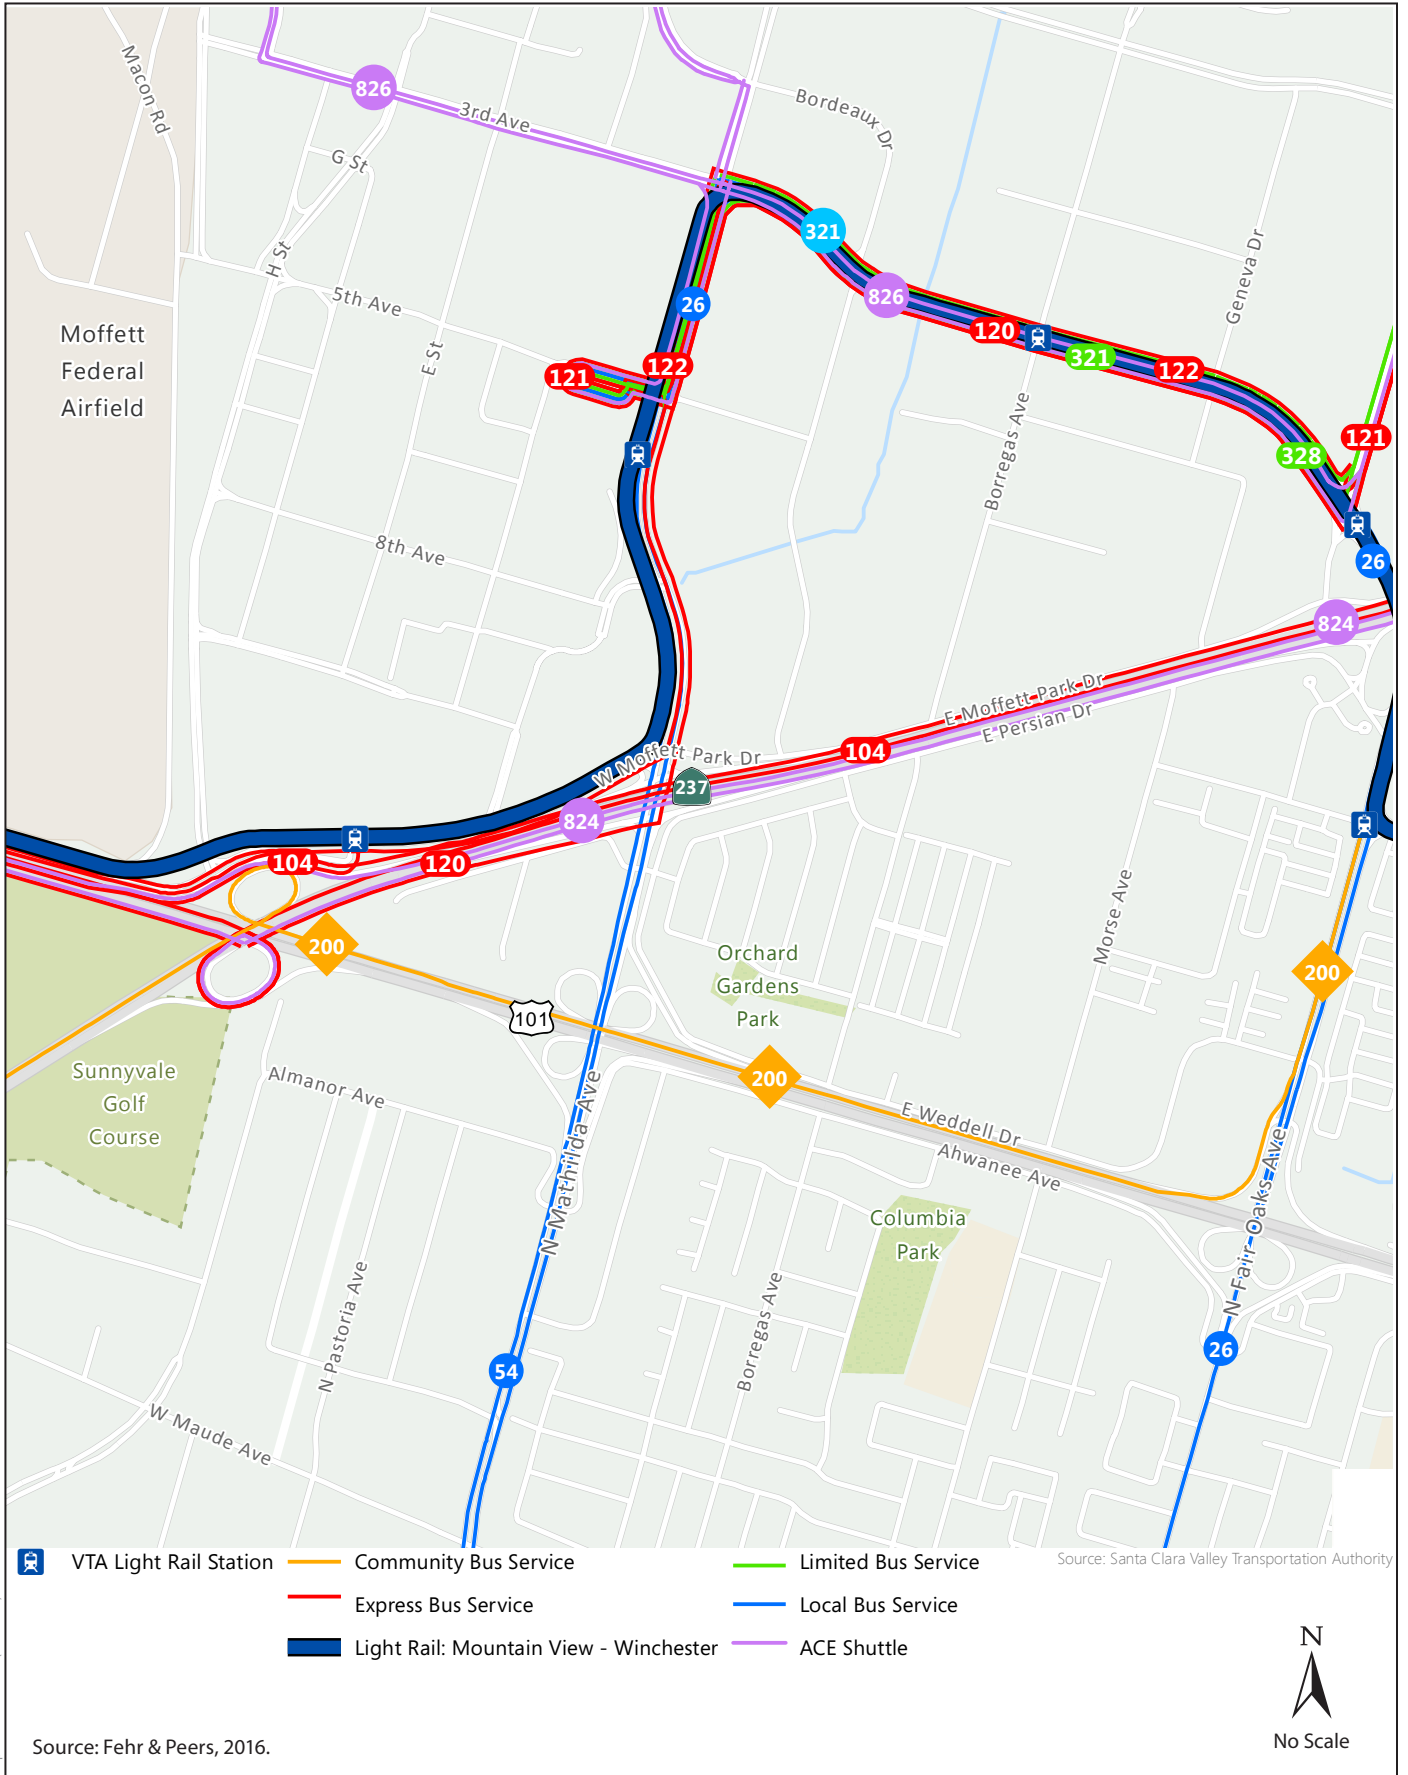 Macon Rd
826
3rd Ave
Bordeaux Dr
G St
H St
321
Geneva Dr
5th Ave
26
826
Moffett
Federal
Airfield
E St
120
321
122
122
121
Borregas Ave
121
328
8th Ave
26
824
E Moffett Park Dr
E Persian Dr
W Moffett Park Dr
104
237
824
104
120
Morse Ave
200
Orchard
Gardens
Park
200
101
Sunnyvale
Golf
Course
Almanor Ave
200
N Mathilda Ave
E Weddell Dr
Ahwanee Ave
N Fair Oaks Ave
Columbia
Park
N Pastoria Ave
Borregas Ave
26
54
W Maude Ave
VTA Light Rail Station
Community Bus Service
Limited Bus Service
Source: Santa Clara Valley Transportation Authority
Express Bus Service
Local Bus Service
Light Rail: Mountain View - Winchester
ACE Shuttle
N
No Scale
Source: Fehr & Peers, 2016.